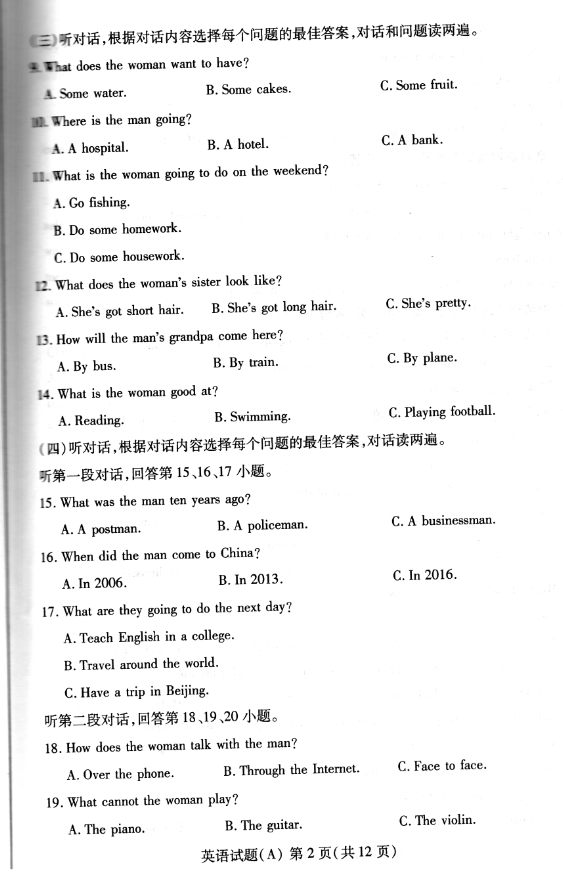 (三)听对话,根据对话内容选择每个问题的最佳答案,对话和问题读两遍。
9. What does the woman want to have?
A. Some water. B. Some cakes. C. Some fruit.
10. Where is the man going?
A. A hospital. B. A hotel. C. A bank.
11. What is the woman going to do on the weekend?
A. Go fishing.
B. Do some homework.
C. Do some housework.
12. What does the woman's sister look like?
A. She's got short hair. B. She's got long hair. C. She's pretty.
13. How will the man's grandpa come here?
A. By bus. B. By train. C. By plane.
14. What is the woman good at?
A. Reading. B. Swimming. C. Playing football.
(四)听对话,根据对话内容选择每个问题的最佳答案,对话读两遍。
听第一段对话,回答第 15、16、17 小题。
15. What was the man ten years ago?
A. A postman. B. A policeman. C. A businessman.
16. When did the man come to China?
A. In 2006. B. In 2013. C. In 2016.
17. What are they going to do the next day?
A. Teach English in a college.
B. Travel around the world.
C. Have a trip in Beijing.
听第二段对话,回答第 18、19、20 小题。
18. How does the woman talk with the man?
A. Over the phone. B. Through the Internet. C. Face to face.
19. What cannot the woman play?
A. The piano. B. The guitar. C. The violin.
英语试题(A) 第 2 页(共 12 页)